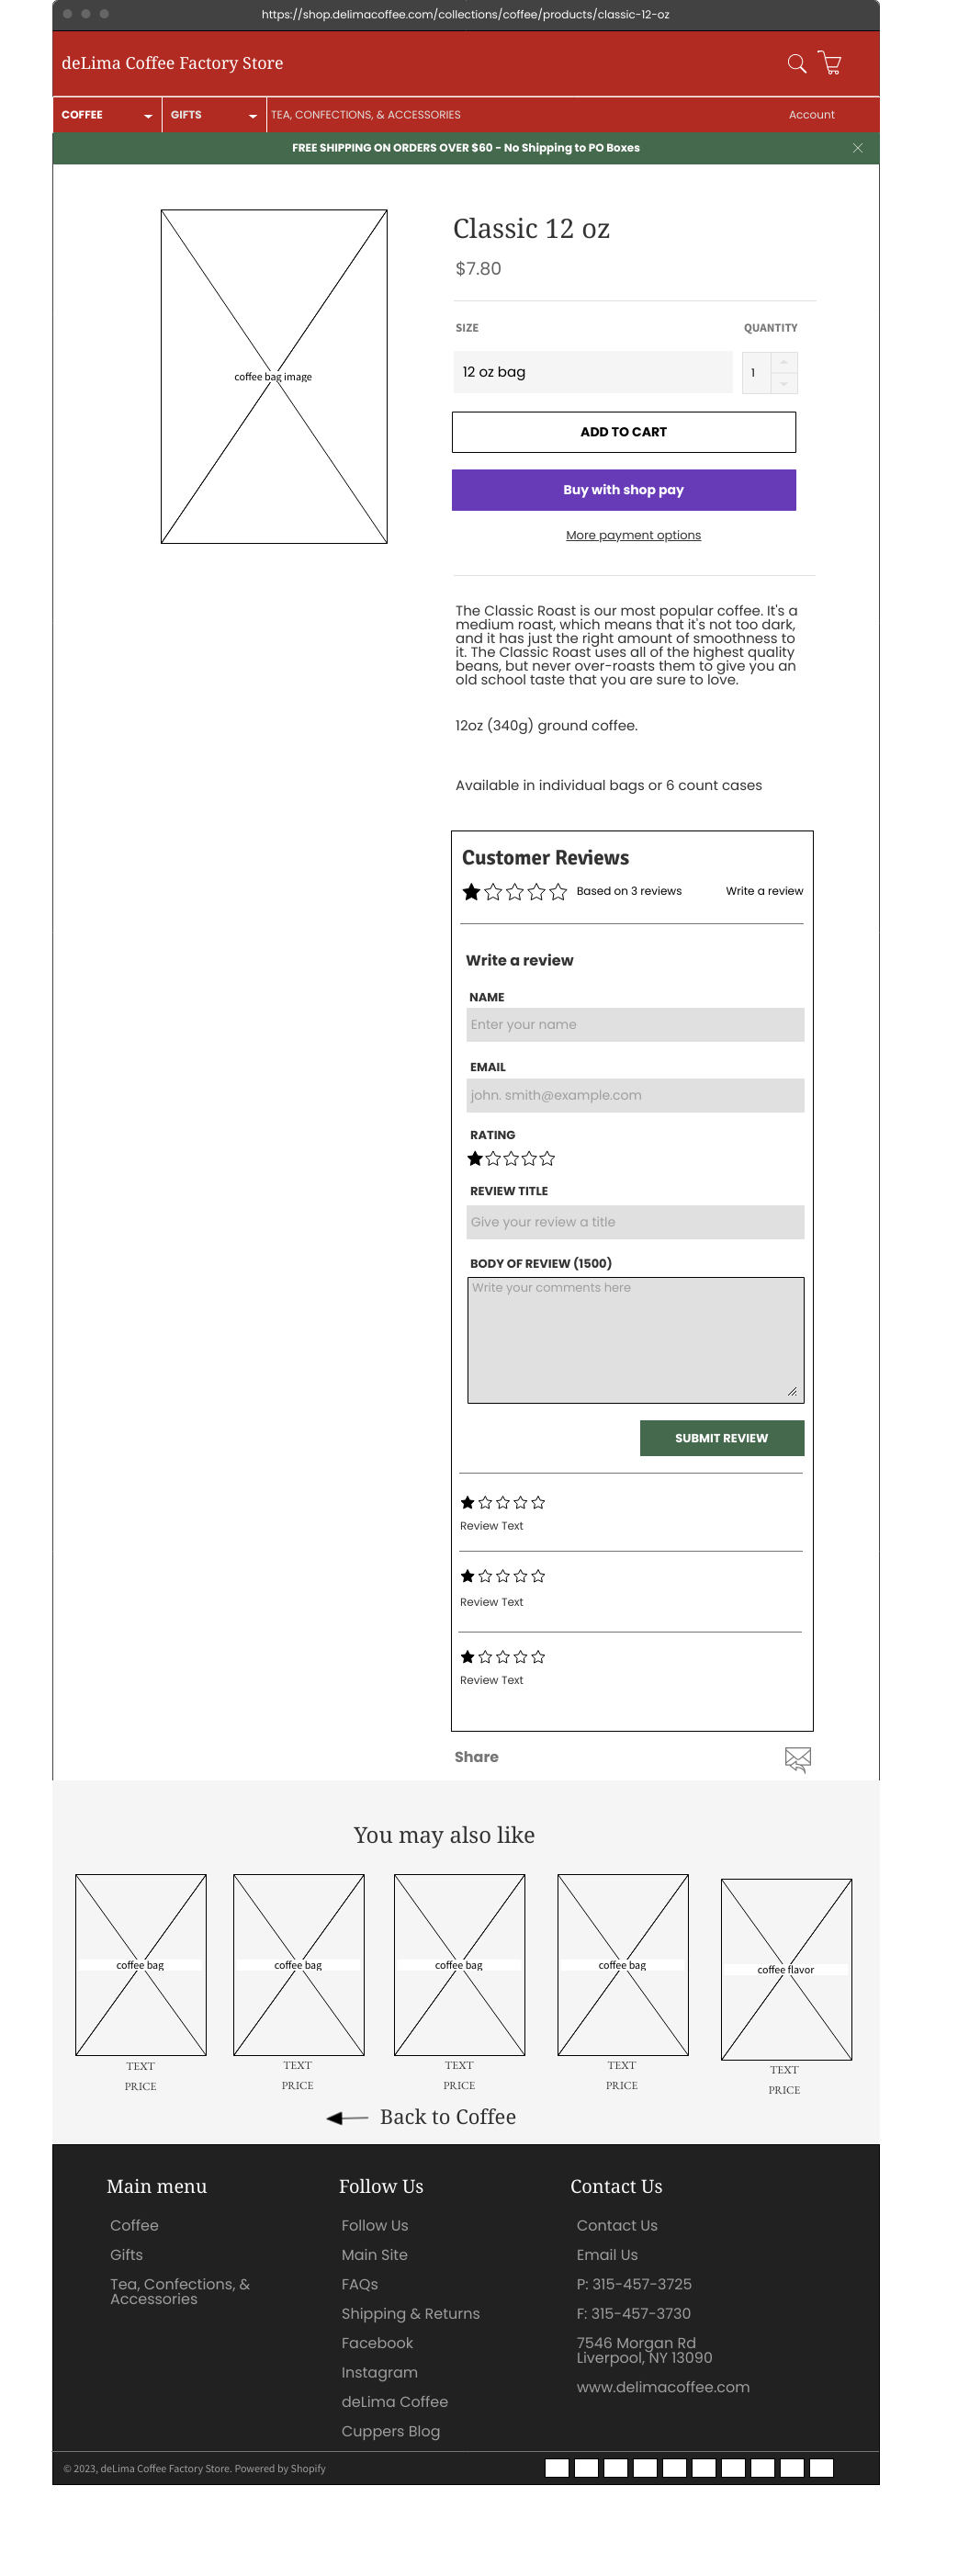 https://shop.delimacoffee.com/collections/coffee/products/classic-12-oz
deLima Coffee Factory Store
COFFEE
GIFTS
TEA, CONFECTIONS, & ACCESSORIES
Account
FREE SHIPPING ON ORDERS OVER $60 - No Shipping to PO Boxes
coffee bag image
Classic 12 oz
$7.80
SIZE
QUANTITY
12 oz bag
1
ADD TO CART
Buy with shop pay
More payment options
The Classic Roast is our most popular coffee. It's a
medium roast, which means that it's not too dark,
and it has just the right amount of smoothness to
it. The Classic Roast uses all of the highest quality
beans, but never over-roasts them to give you an
old school taste that you are sure to love.
12oz (340g) ground coffee.
Available in individual bags or 6 count cases
Customer Reviews
Based on 3 reviews
Write a review
Write a review
NAME
Enter your name
EMAIL
john. smith@example.com
RATING
REVIEW TITLE
Give your review a title
BODY OF REVIEW (1500)
Write your comments here
SUBMIT REVIEW
Review Text
Review Text
Review Text
Share
You may also like
coffee bag
coffee bag
coffee bag
coffee bag
coffee flavor
TEXT
PRICE
TEXT
PRICE
TEXT
PRICE
TEXT
PRICE
TEXT
PRICE
Back to Coffee
Main menu
Coffee
Gifts
Tea, Confections, &
Accessories
Follow Us
Follow Us
Main Site
FAQs
Shipping & Returns
Facebook
Instagram
deLima Coffee
Cuppers Blog
Contact Us
Contact Us
Email Us
P: 315-457-3725
F: 315-457-3730
7546 Morgan Rd
Liverpool, NY 13090
www.delimacoffee.com
© 2023, deLima Coffee Factory Store. Powered by Shopify